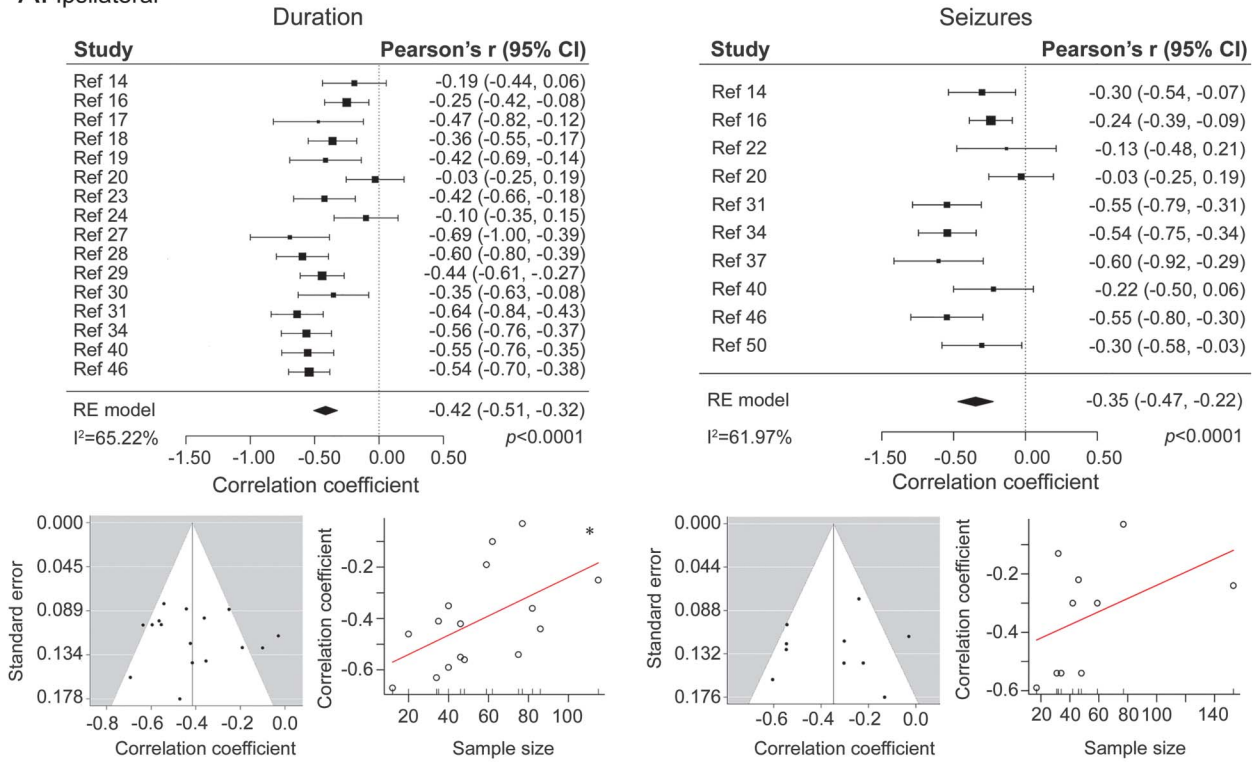 A. Ipsilateral
Duration
Study Pearson's r (95% CI)
Ref 14 -0.19 (-0.44, 0.06)
Ref 16 -0.25 (-0.42, -0.08)
Ref 17 -0.47 (-0.82, -0.12)
Ref 18 -0.36 (-0.55, -0.17)
Ref 19 -0.42 (-0.69, -0.14)
Ref 20 -0.03 (-0.25, 0.19)
Ref 23 -0.42 (-0.66, -0.18)
Ref 24 -0.10 (-0.35, 0.15)
Ref 27 -0.69 (-1.00, -0.39)
Ref 28 -0.60 (-0.80, -0.39)
Ref 29 -0.44 (-0.61, -.0.27)
Ref 30 -0.35 (-0.63, -0.08)
Ref 31 -0.64 (-0.84, -0.43)
Ref 34 -0.56 (-0.76, -0.37)
Ref 40 -0.55 (-0.76, -0.35)
Ref 46 -0.54 (-0.70, -0.38)
RE model -0.42 (-0.51, -0.32)
I²=65.22% p<0.0001
-1.50 -1.00 -0.50 0.00 0.50
Correlation coefficient
Seizures
Study Pearson's r (95% CI)
Ref 14 -0.30 (-0.54, -0.07)
Ref 16 -0.24 (-0.39, -0.09)
Ref 22 -0.13 (-0.48, 0.21)
Ref 20 -0.03 (-0.25, 0.19)
Ref 31 -0.55 (-0.79, -0.31)
Ref 34 -0.54 (-0.75, -0.34)
Ref 37 -0.60 (-0.92, -0.29)
Ref 40 -0.22 (-0.50, 0.06)
Ref 46 -0.55 (-0.80, -0.30)
Ref 50 -0.30 (-0.58, -0.03)
RE model -0.35 (-0.47, -0.22)
I²=61.97% p<0.0001
-1.50 -0.50 0.00 0.50
Correlation coefficient
Standard error
0.000
0.045
0.089
0.134
0.178
-0.8 -0.6 -0.4 -0.2 0.0
Correlation coefficient
Correlation coefficient
-0.2
-0.4
-0.6
*
20 40 60 80 100
Sample size
Standard error
0.000
0.044
0.088
0.132
0.176
-0.6 -0.4 -0.2 0.0
Correlation coefficient
Correlation coefficient
-0.2
-0.4
-0.6
20 40 60 80 100 140
Sample size